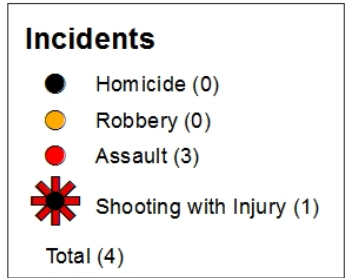 Incidents
Homicide (0)
Robbery (0)
Assault (3)
Shooting with Injury (1)
Total (4)